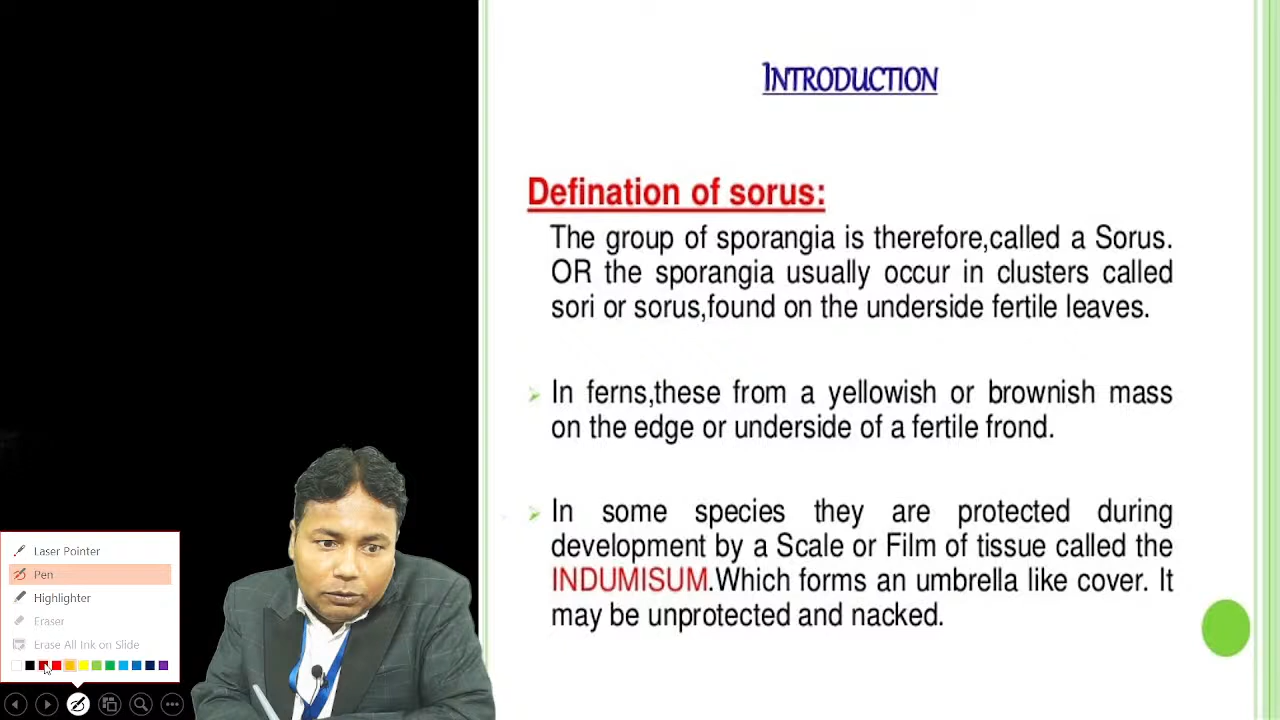 INTRODUCTION
Defination of sorus:
The group of sporangia is therefore,called a Sorus.
OR the sporangia usually occur in clusters called
sori or sorus,found on the underside fertile leaves.
In ferns,these from a yellowish or brownish mass
on the edge or underside of a fertile frond.
In some species they are protected during
development by a Scale or Film of tissue called the
INDUMISUM.Which forms an umbrella like cover. It
may be unprotected and nacked.
Laser Pointer
Pen
Highlighter
Eraser
Erase All Ink on Slide